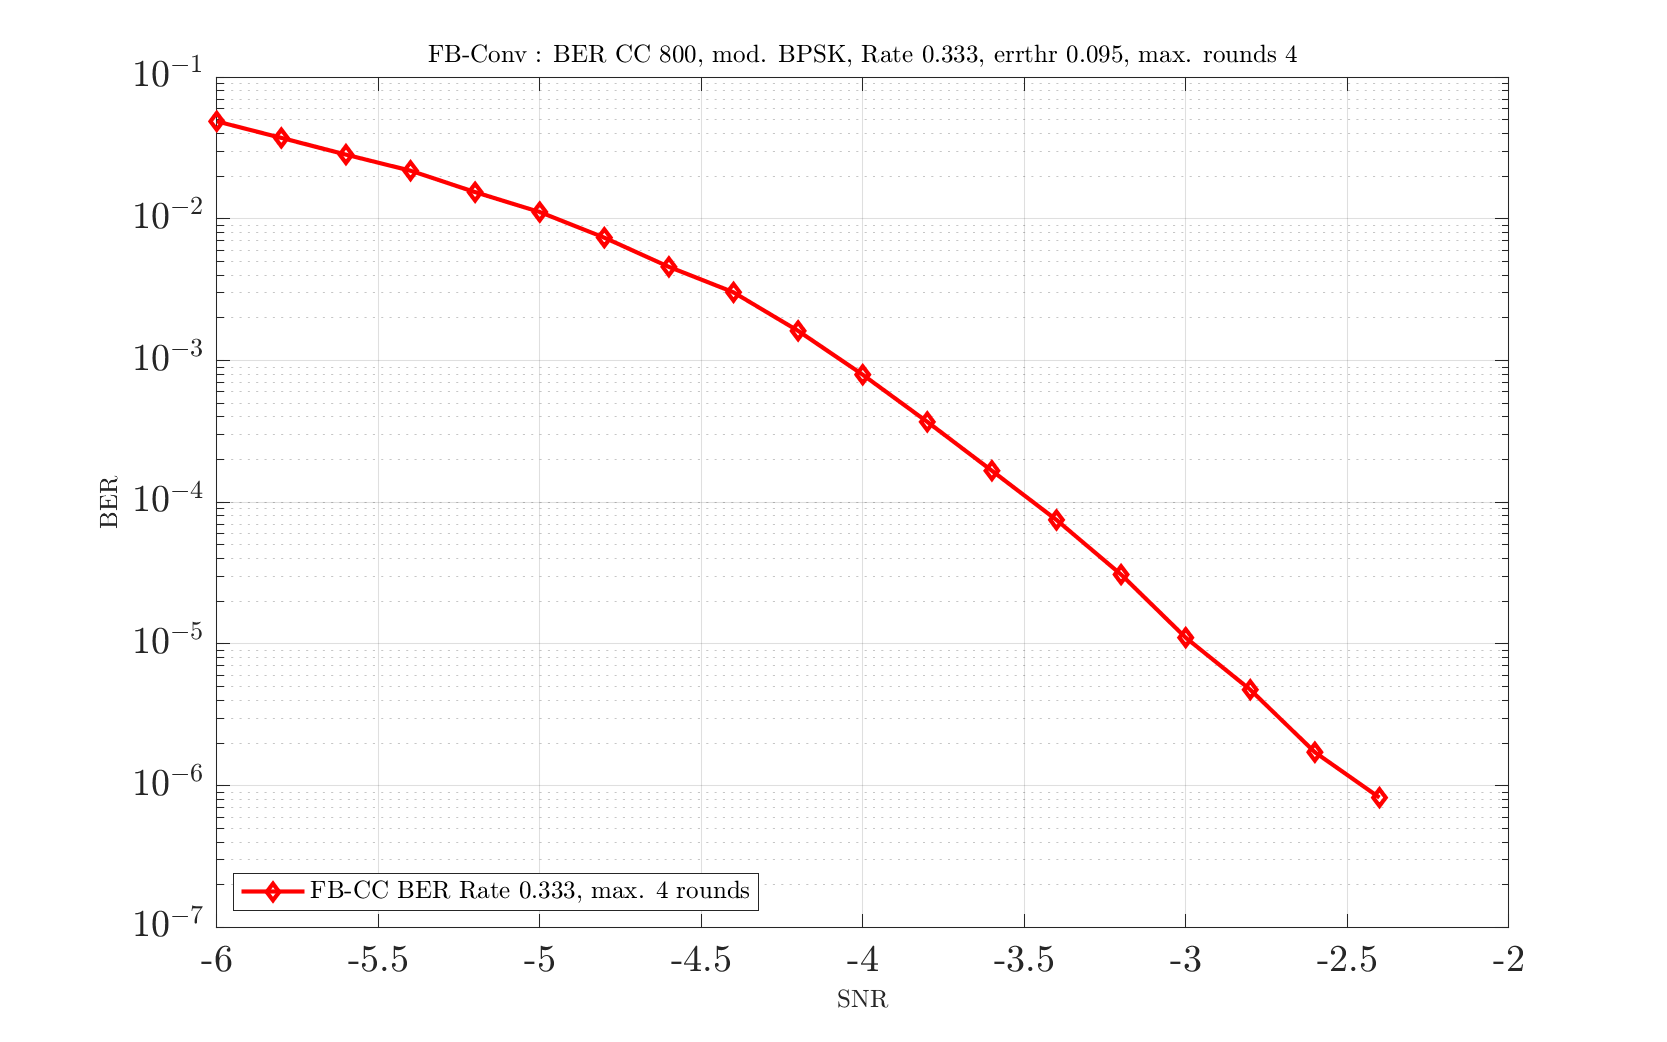 FB-Conv : BER CC 800, mod. BPSK, Rate 0.333, errthr 0.095, max. rounds 4
10^{-1}
10^{-2}
10^{-3}
10^{-4}
10^{-5}
10^{-6}
10^{-7}
BER
FB-CC BER Rate 0.333, max. 4 rounds
-6 -5.5 -5 -4.5 -4 -3.5 -3 -2.5 -2
SNR